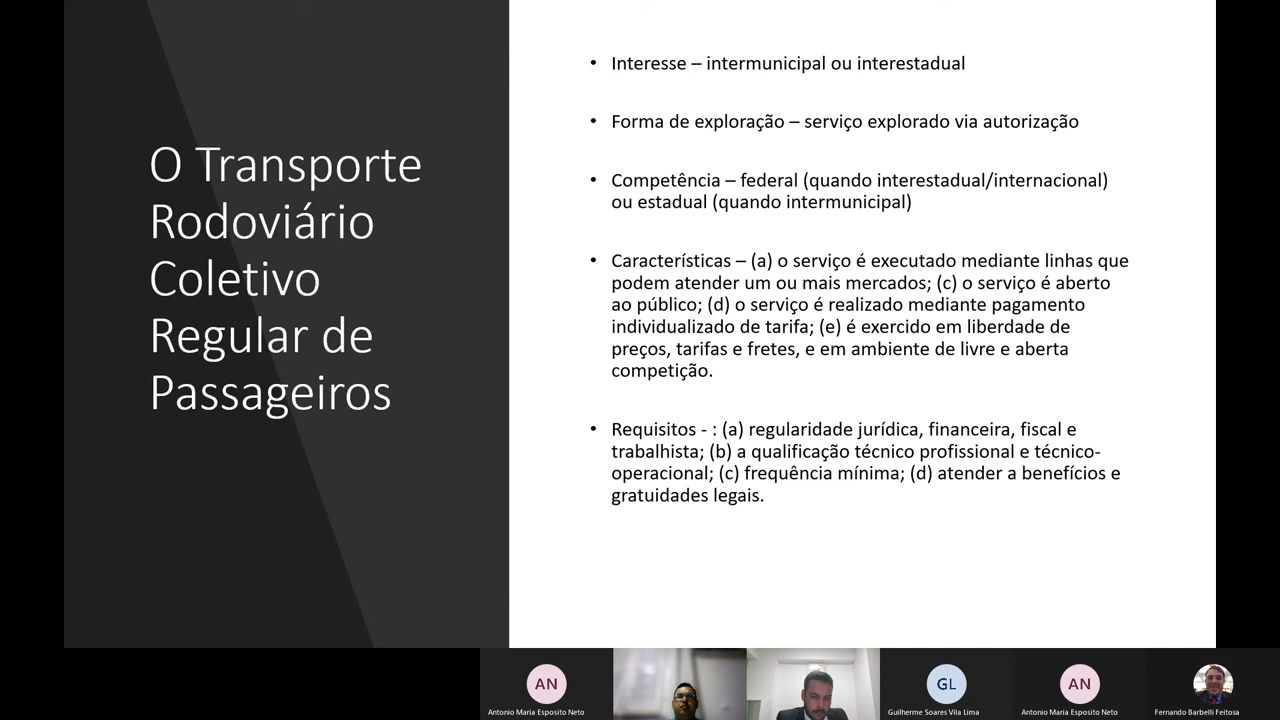 O Transporte
Rodoviário
Coletivo
Regular de
Passageiros
• Interesse – intermunicipal ou interestadual
• Forma de exploração – serviço explorado via autorização
• Competência – federal (quando interestadual/internacional)
ou estadual (quando intermunicipal)
• Características – (a) o serviço é executado mediante linhas que
podem atender um ou mais mercados; (c) o serviço é aberto
ao público; (d) o serviço é realizado mediante pagamento
individualizado de tarifa; (e) é exercido em liberdade de
preços, tarifas e fretes, e em ambiente de livre e aberta
competição.
• Requisitos - : (a) regularidade jurídica, financeira, fiscal e
trabalhista; (b) a qualificação técnico profissional e técnico-
operacional; (c) frequência mínima; (d) atender a benefícios e
gratuidades legais.
AN
GL
AN
Antonio Maria Esposito Neto
Guilherme Soares Vila Lima
Antonio Maria Esposito Neto
Fernando Barbelli Feitosa